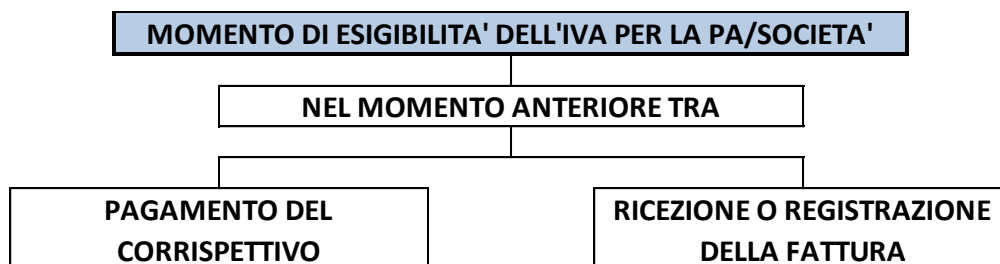 MOMENTO DI ESIGIBILITA' DELL'IVA PER LA PA/SOCIETA'
NEL MOMENTO ANTERIORE TRA
PAGAMENTO DEL
CORRISPETTIVO
RICEZIONE O REGISTRAZIONE
DELLA FATTURA